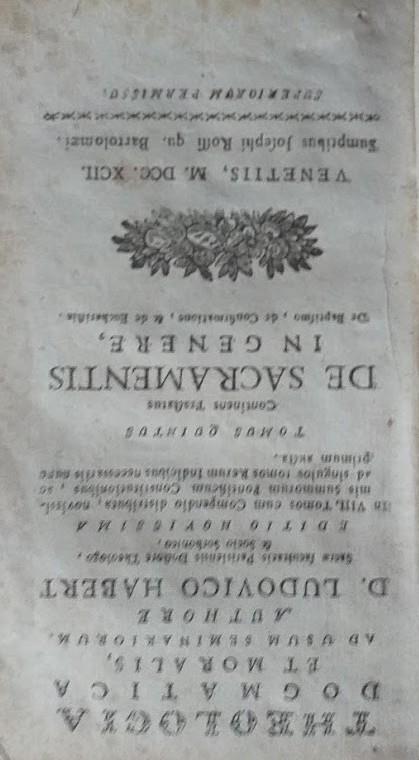 THEOLOGIA
DOGMATICA
ET MORALIS,
AD USUM SEMINARIORUM,
AUTHORE
D. LUDOVICO HABERT
Sacræ facultatis Parisiensis Doctore Theologo,
& Socio Sorbonico,
EDITIO NOVISSIMA
In VIII. Tomos cum Compendio distributa, novissi-
mis Summorum Pontificum Constitutionibus, ac
ad singulos tomos Rerum Indicibus necessariis nunc
primum aucta.
TOMUS QUINTUS
Continens Tractatus
DE SACRAMENTIS
IN GENERE,
De Baptismo, de Confirmatione, & de Eucharistia.
VENETIIS, M. DCC. XCII.
Sumptibus Josephi Rossi qu. Bartolomæi.
SUPERIORUM PERMISSU.